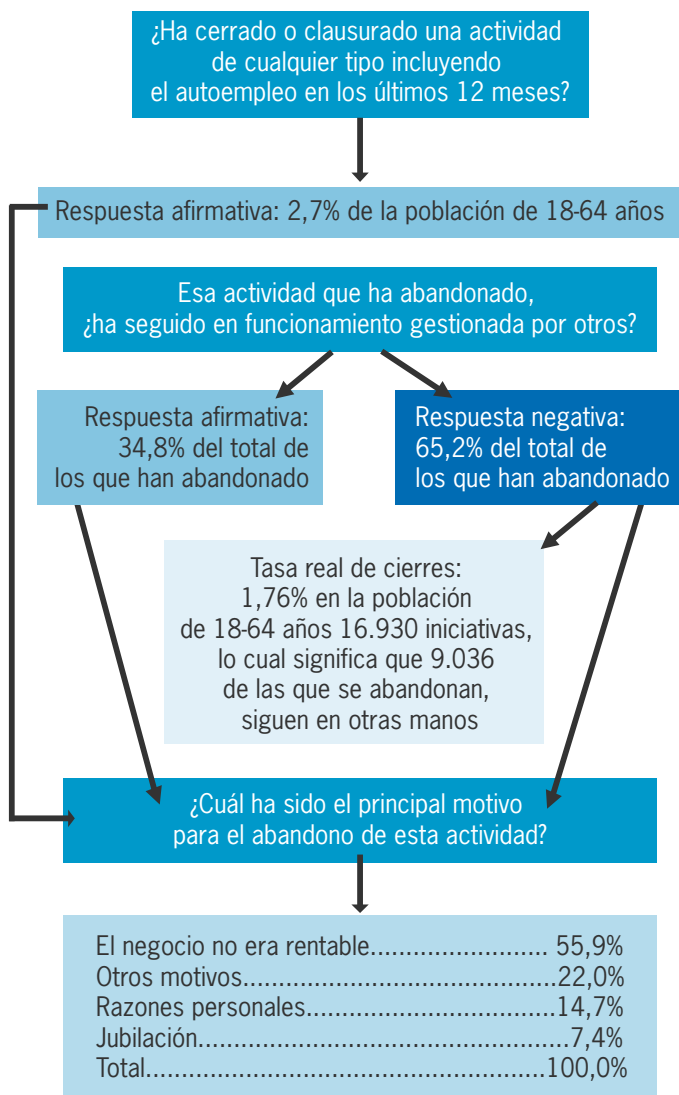 ¿Ha cerrado o clausurado una actividad
de cualquier tipo incluyendo
el autoempleo en los últimos 12 meses?
Respuesta afirmativa: 2,7% de la población de 18-64 años
Esa actividad que ha abandonado,
¿ha seguido en funcionamiento gestionada por otros?
Respuesta afirmativa:
34,8% del total de
los que han abandonado
Respuesta negativa:
65,2% del total de
los que han abandonado
Tasa real de cierres:
1,76% en la población
de 18-64 años 16.930 iniciativas,
lo cual significa que 9.036
de las que se abandonan,
siguen en otras manos
¿Cuál ha sido el principal motivo
para el abandono de esta actividad?
El negocio no era rentable....................... 55,9%
Otros motivos........................................22,0%
Razones personales................................14,7%
Jubilación...............................................7,4%
Total.....................................................100,0%